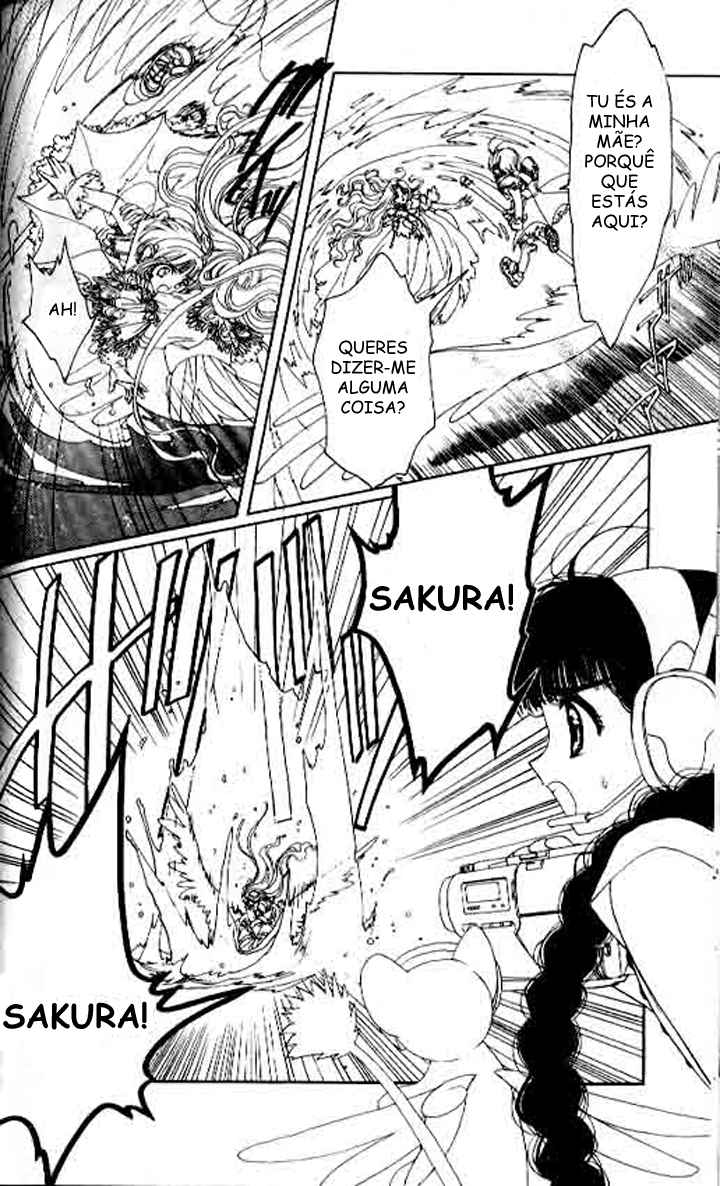 TU ÉS A
MINHA
MÃE?
PORQUÊ
QUE
ESTÁS
AQUI?
QUERES
DIZER-ME
ALGUMA
COISA?
AH!
SAKURA!
SAKURA!